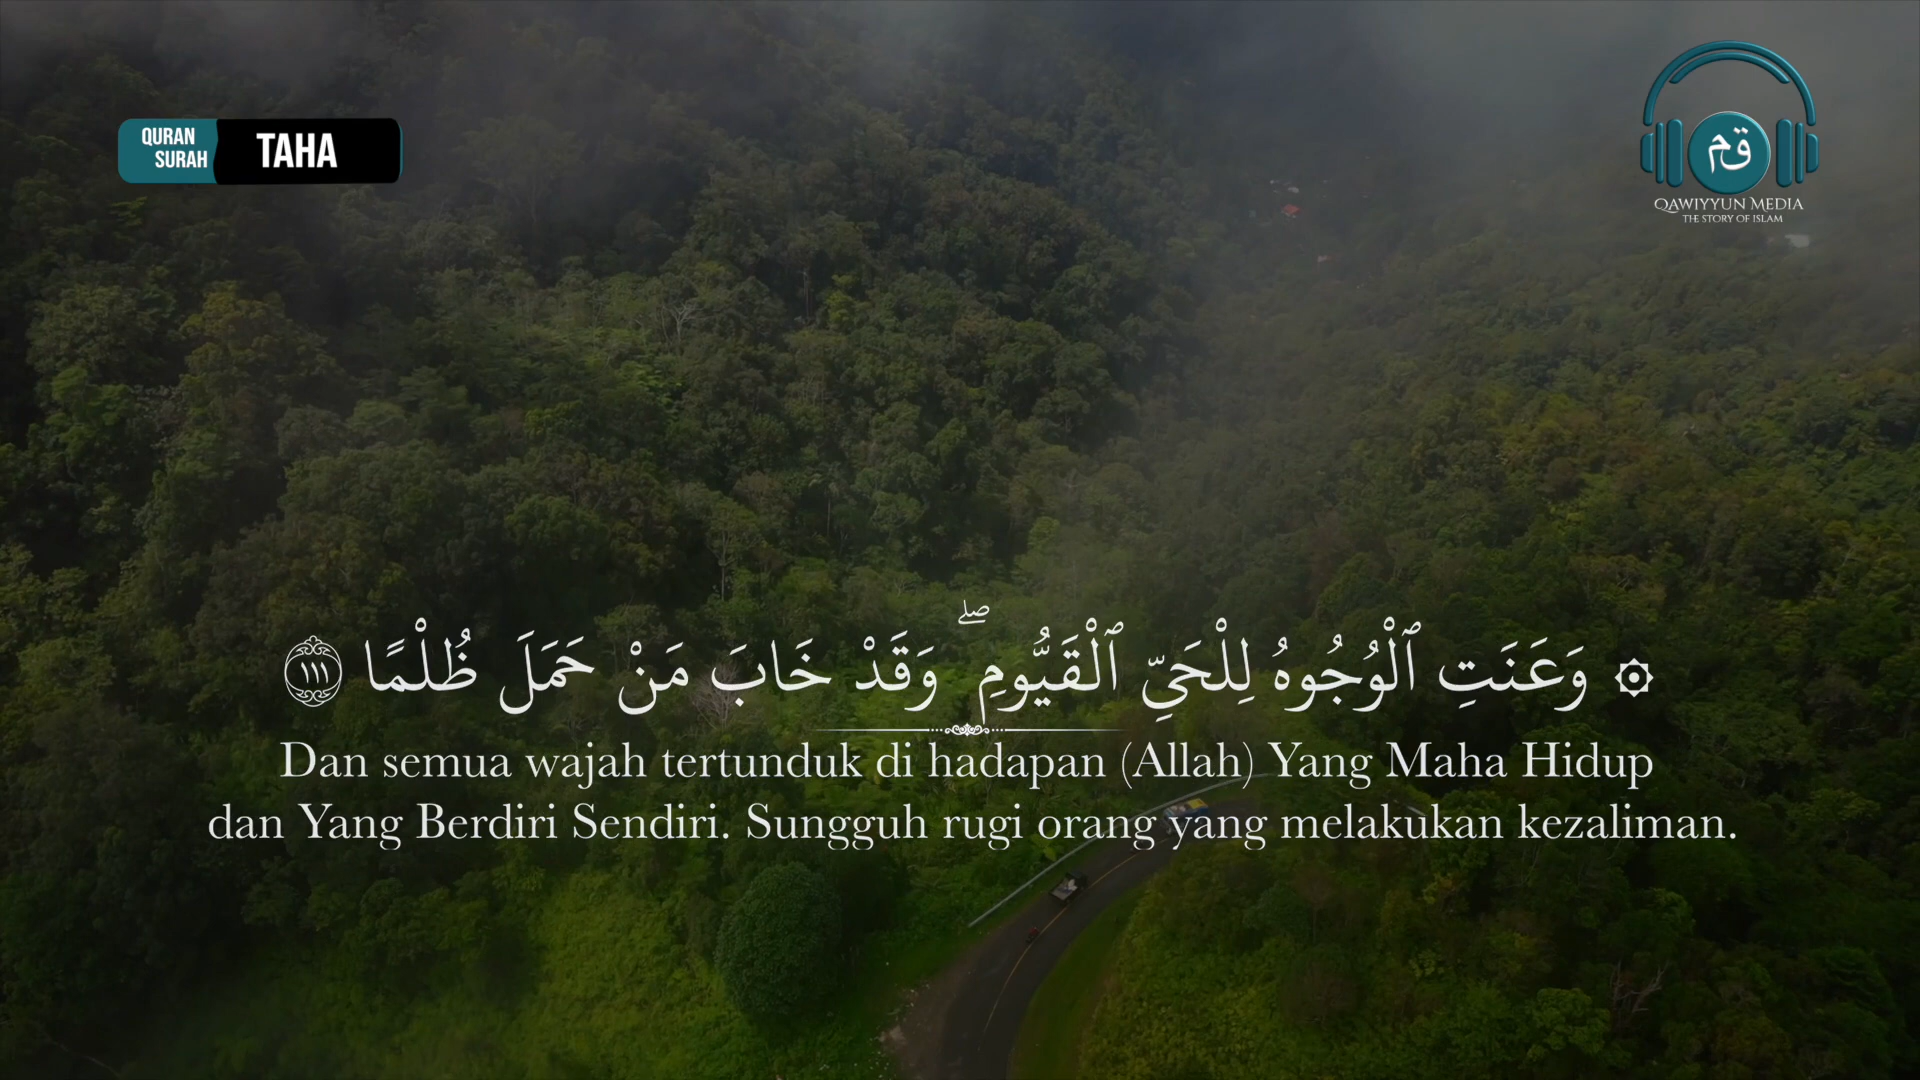 QURAN
SURAH
TAHA
قم
QAWIYYUN MEDIA
THE STORY OF ISLAM
۞ وَعَنَتِ ٱلْوُجُوهُ لِلْحَىِّ ٱلْقَيُّومِ ۖ وَقَدْ خَابَ مَنْ حَمَلَ ظُلْمًا ١١١
Dan semua wajah tertunduk di hadapan (Allah) Yang Maha Hidup
dan Yang Berdiri Sendiri. Sungguh rugi orang yang melakukan kezaliman.